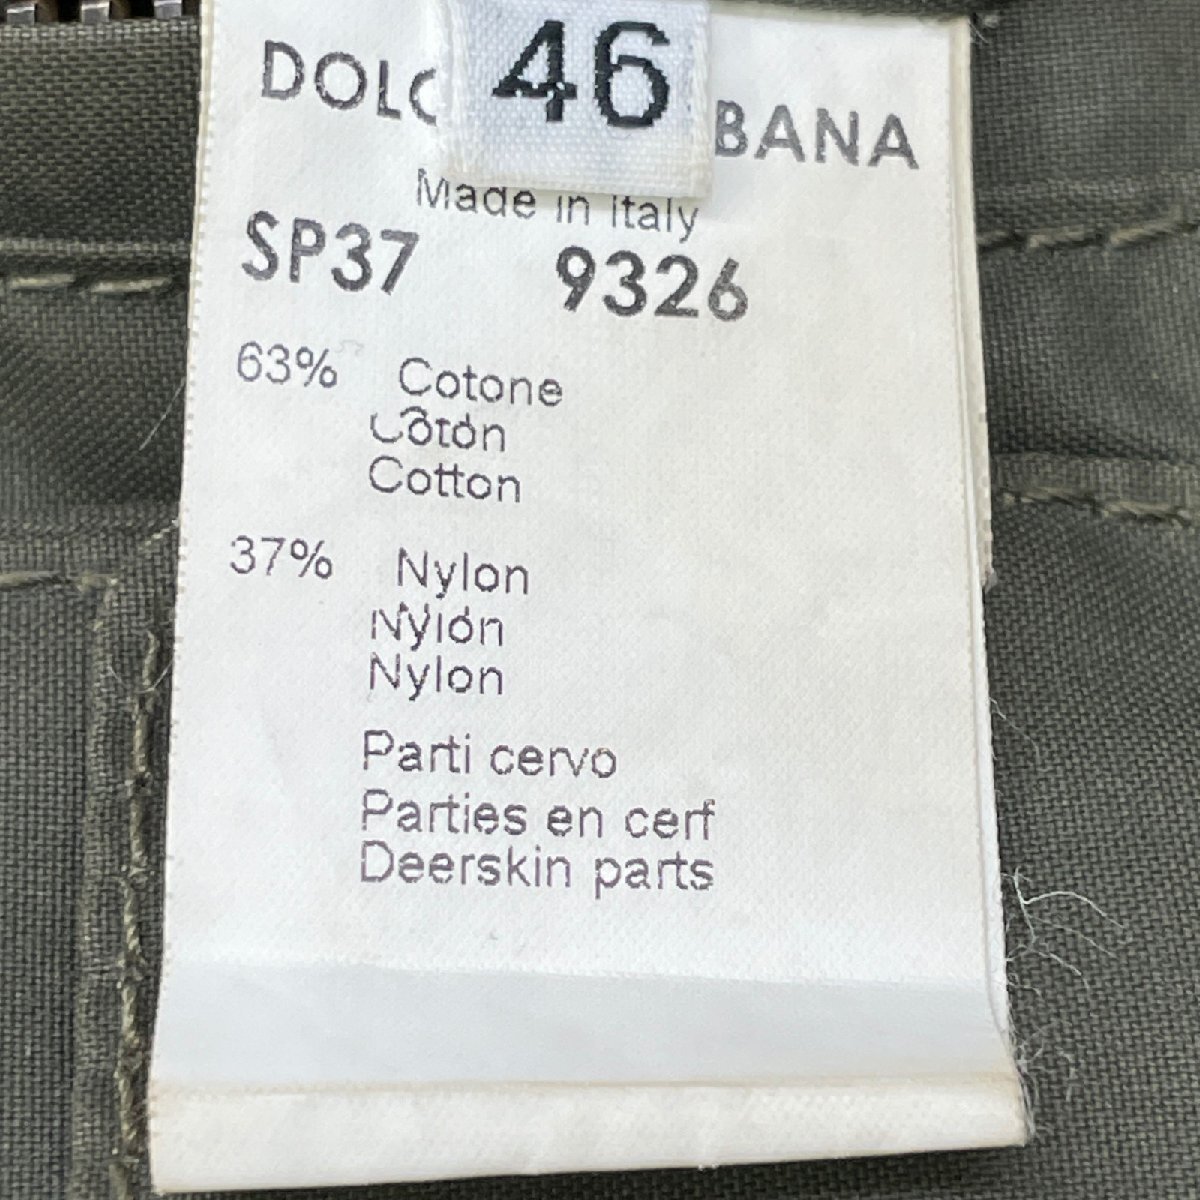 46
DOLC BANA
Made in Italy
SP37 9326
63% Cotone
Coton
Cotton
37% Nylon
Nylon
Nylon
Parti cervo
Parties en cerf
Deerskin parts